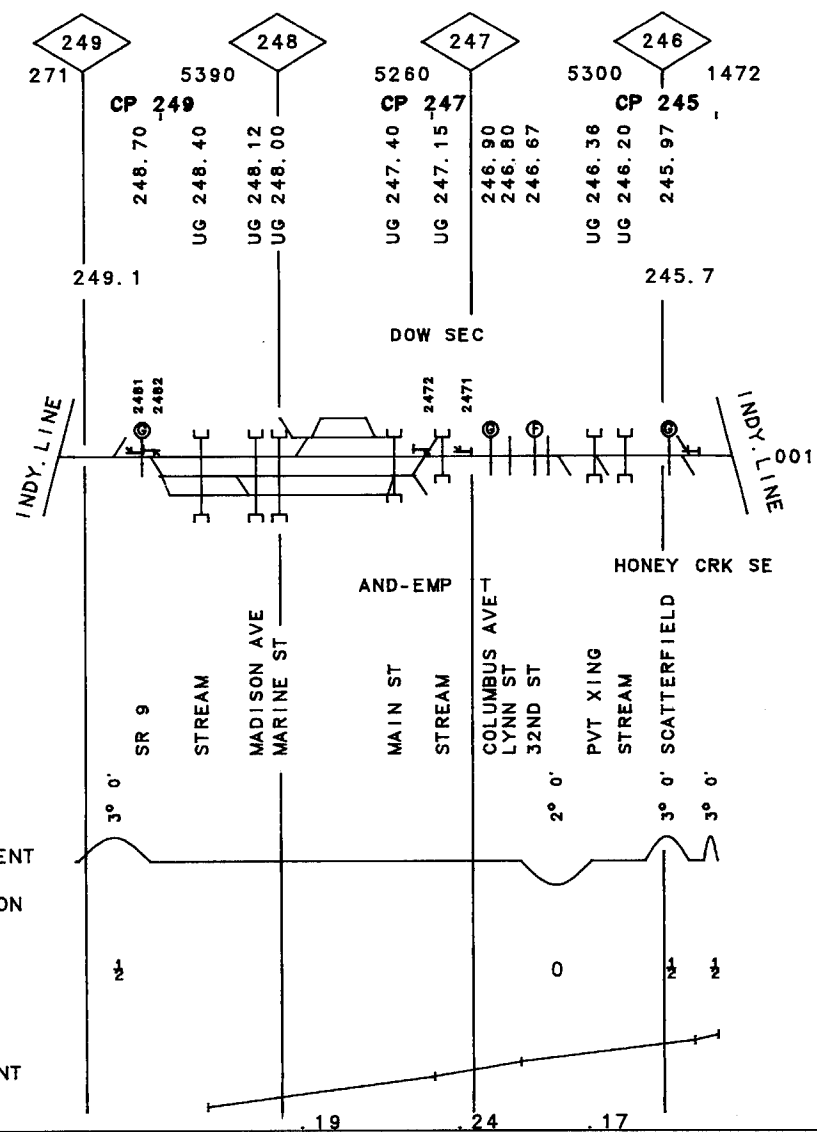 249 248 247 246
271 5390 5260 5300 1472
CP 249 CP 247 CP 245
248.70
UG 248.40
UG 248.12
UG 248.00
UG 247.40
UG 247.15
246.90
246.80
246.67
UG 246.36
UG 246.20
245.97
249.1 245.7
DOW SEC
2481
2482
2472
2471
G G F G
INDY. LINE
INDY. LINE
001
HONEY CRK SE
AND-EMP T
SR 9
STREAM
MADISON AVE
MARINE ST
MAIN ST
STREAM
COLUMBUS AVE
LYNN ST
32ND ST
PVT XING
STREAM
SCATTERFIELD
3° 0' 2° 0' 3° 0' 3° 0'
ENT
ON
½ 0 ½ ½
NT
.19 .24 .17